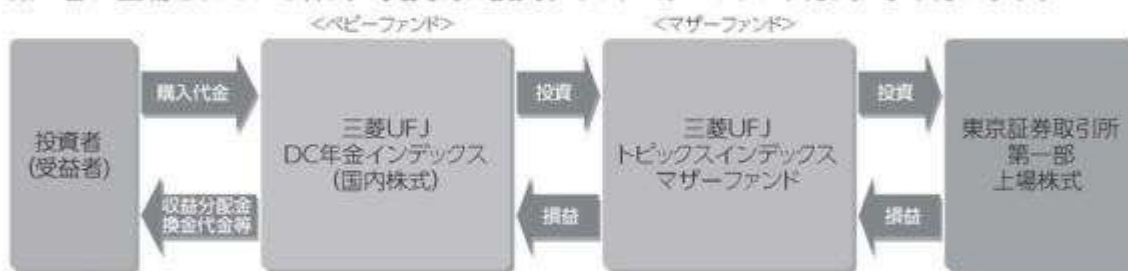 <ベビーファンド>
<マザーファンド>
投資者
(受益者)
購入代金
収益分配金
換金代金等
三菱UFJ
DC年金インデックス
(国内株式)
投資
損益
三菱UFJ
トピックスインデックス
マザーファンド
投資
損益
東京証券取引所
第一部
上場株式